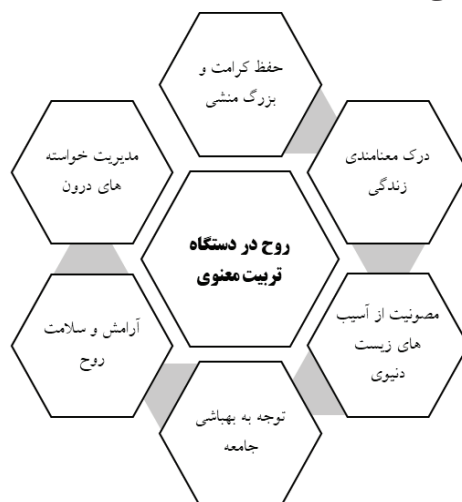 حفظ کرامت و
بزرگ منشی
درک معنامندی
زندگی
مصونیت از آسیب
های زیست
دنیوی
توجه به بهباشی
جامعه
آرامش و سلامت
روح
مدیریت خواسته
های درون
روح در دستگاه
تربیت معنوی